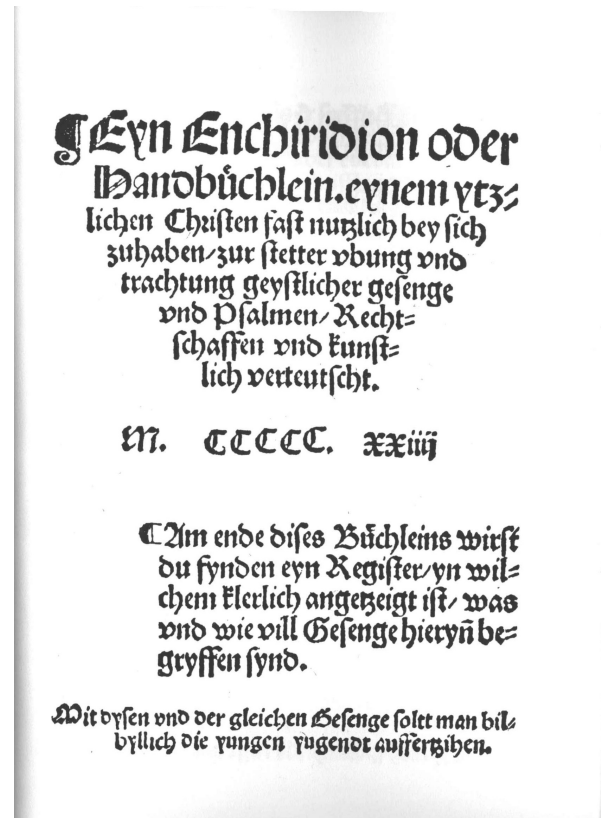 ¶ Eyn Enchiridion oder
Handbüchlein. eynem ytz⸗
lichen Christen fast nutzlich bey sich
zuhaben/ zur stetter vbung vnd
trachtung geystlicher gesenge
vnd Psalmen/ Recht⸗
schaffen vnd kunst⸗
lich verteutscht.
M. CCCCC. xxiiij
¶ Am ende dises Büchleins wirst
du fynden eyn Register/ yn wil⸗
chem klerlich angetzeigt ist/ was
vnd wie vill Gesenge hieryn̄ be⸗
gryffen synd.
Mit dysen vnd der gleichen Gesenge soltt man bil⸗
byllich die yungen yugendt auffertzihen.